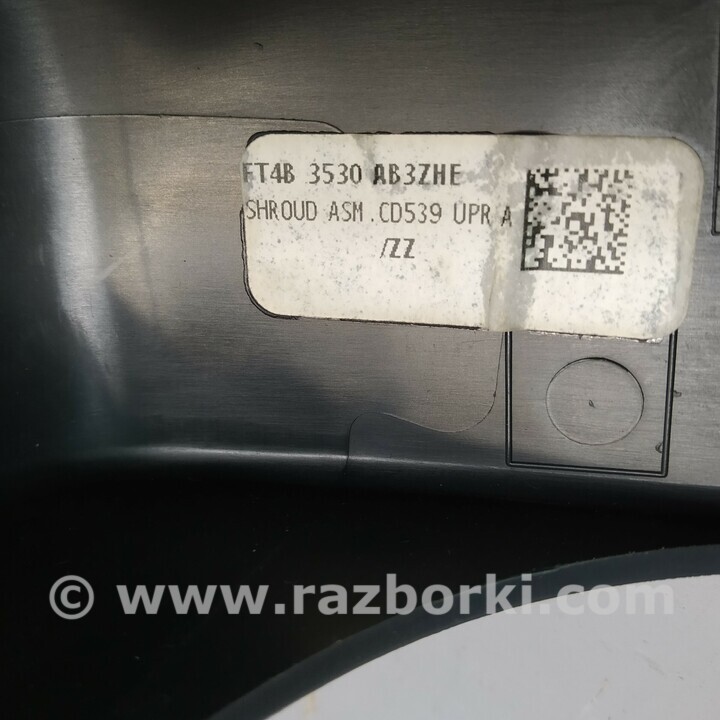 FT4B 3530 AB3ZHE
SHROUD ASM.CD539 UPR A
/ZZ
© www.razborki.com